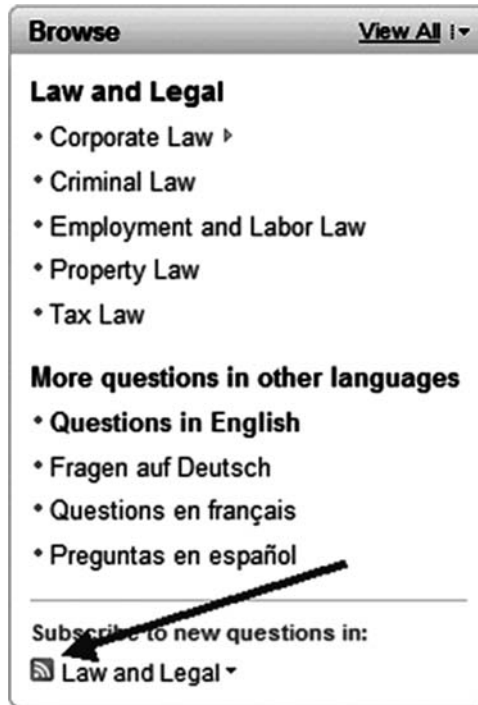 Browse View All
Law and Legal
• Corporate Law
• Criminal Law
• Employment and Labor Law
• Property Law
• Tax Law
More questions in other languages
• Questions in English
• Fragen auf Deutsch
• Questions en français
• Preguntas en español
Subscribe to new questions in:
Law and Legal